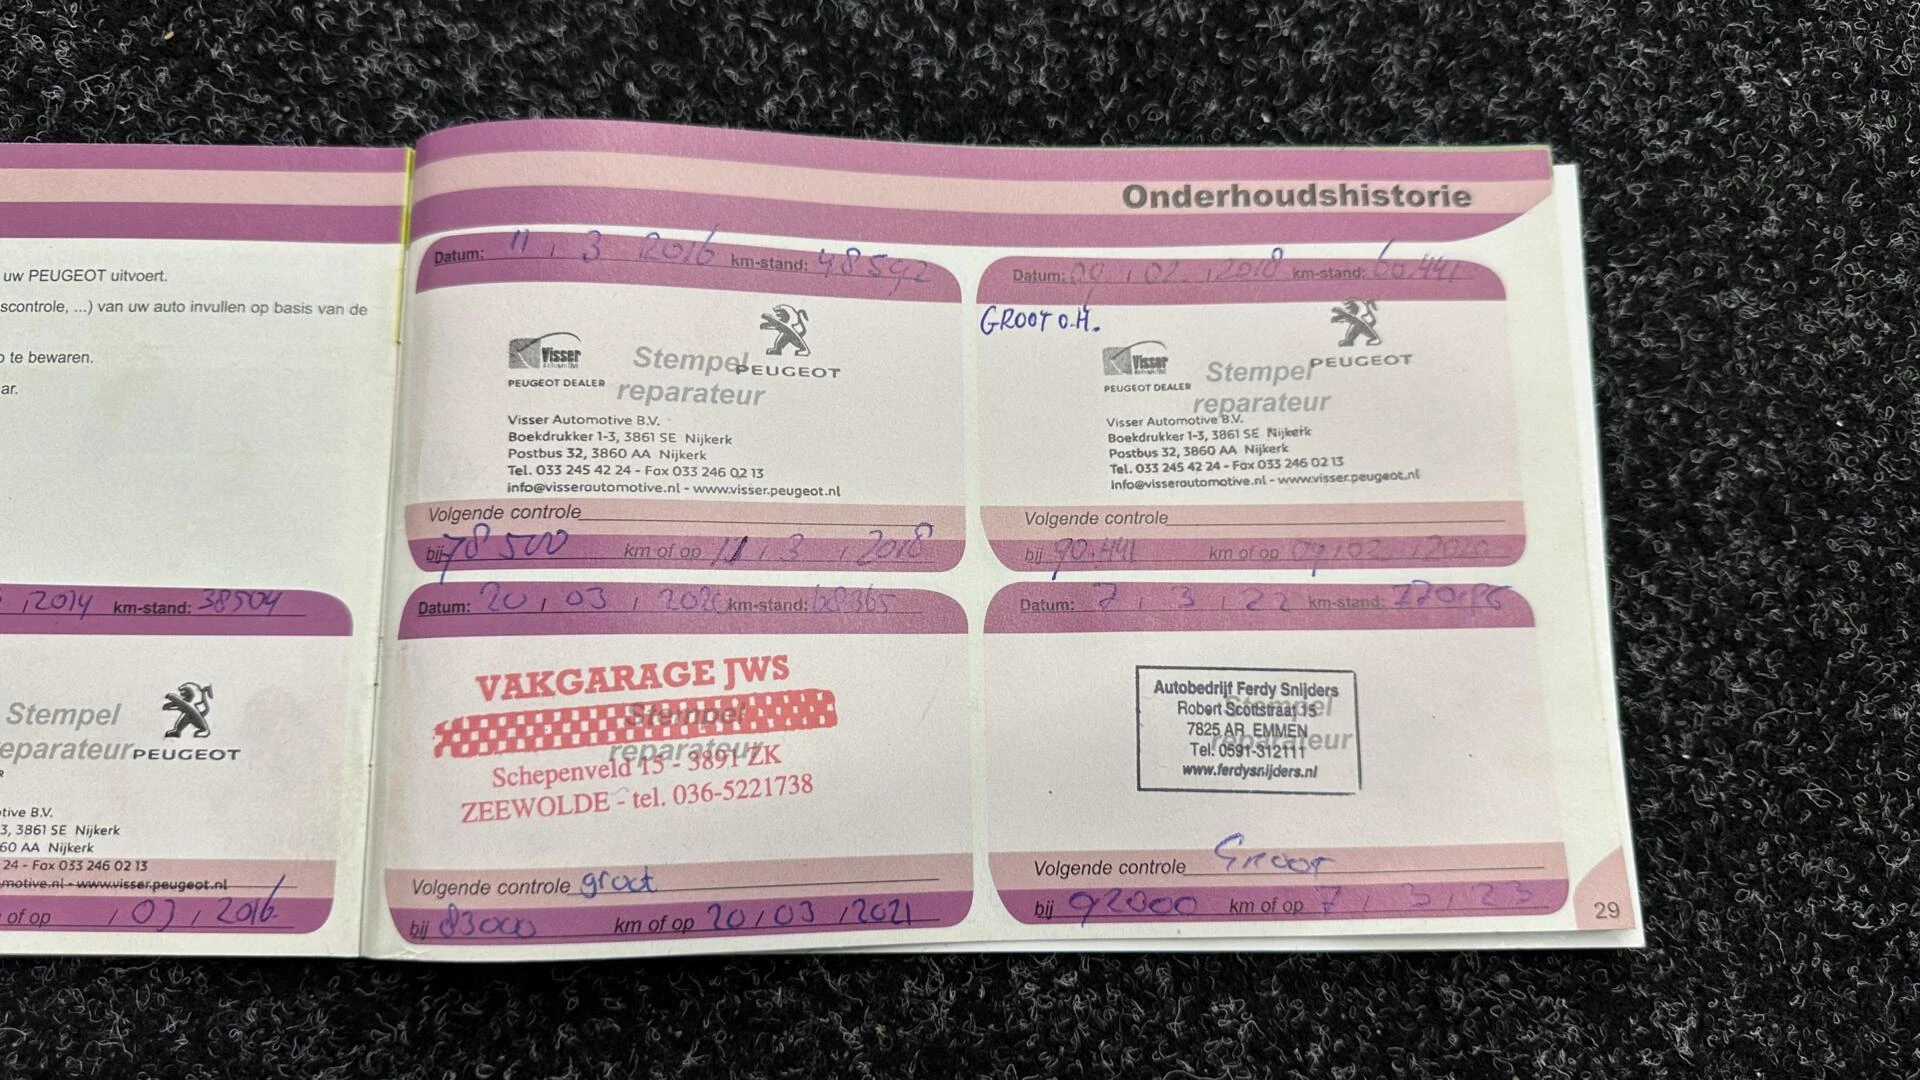 uw PEUGEOT uitvoert.
scontrole, ...) van uw auto invullen op basis van de
te bewaren.
ar.
2014 km-stand: 38504
Stempel
eparateur PEUGEOT
tive B.V.
3, 3861 SE Nijkerk
60 AA Nijkerk
24 - Fax 033 246 02 13
motive.nl - www.visser.peugeot.nl
of op / 03 / 2016
Onderhoudshistorie
Datum: 11 / 3 / 2016 km-stand: 48592
Visser
AUTOMOTIVE
PEUGEOT DEALER
Stempel
reparateur
PEUGEOT
Visser Automotive B.V.
Boekdrukker 1-3, 3861 SE Nijkerk
Postbus 32, 3860 AA Nijkerk
Tel. 033 245 42 24 - Fax 033 246 02 13
info@visserautomotive.nl - www.visser.peugeot.nl
Volgende controle
bij 78 500 km of op 11 / 3 / 2018
Datum: 09 / 02 / 2018 km-stand: 60.441
GROOT O.H.
Visser
PEUGEOT DEALER
Stempel
reparateur
PEUGEOT
Visser Automotive B.V.
Boekdrukker 1-3, 3861 SE Nijkerk
Postbus 32, 3860 AA Nijkerk
Tel. 033 245 42 24 - Fax 033 246 02 13
info@visserautomotive.nl - www.visser.peugeot.nl
Volgende controle
bij 90.441 km of op 09 / 02 / 2020
Datum: 20 / 03 / 2020 km-stand: 68365
VAKGARAGE JWS
Stempel
reparateur
Schepenveld 15 - 3891 ZK
ZEEWOLDE - tel. 036-5221738
Volgende controle groot
bij 83000 km of op 20 / 03 / 2021
Datum: 7 / 3 / 22 km-stand:
Autobedrijf Ferdy Snijders
Robert Scottstraat 15
Stempel
7825 AR EMMEN
reparateur
Tel. 0591-312111
www.ferdysnijders.nl
Volgende controle Groot
bij 92000 km of op 7 / 3 / 23
29